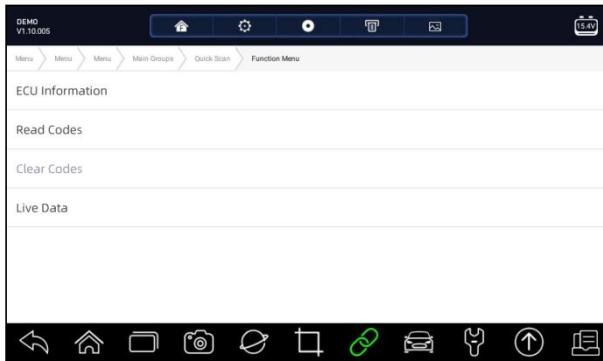 DEMO
V1.10.005
15.4V
Menu
Menu
Menu
Main Groups
Quick Scan
Function Menu
ECU Information
Read Codes
Clear Codes
Live Data